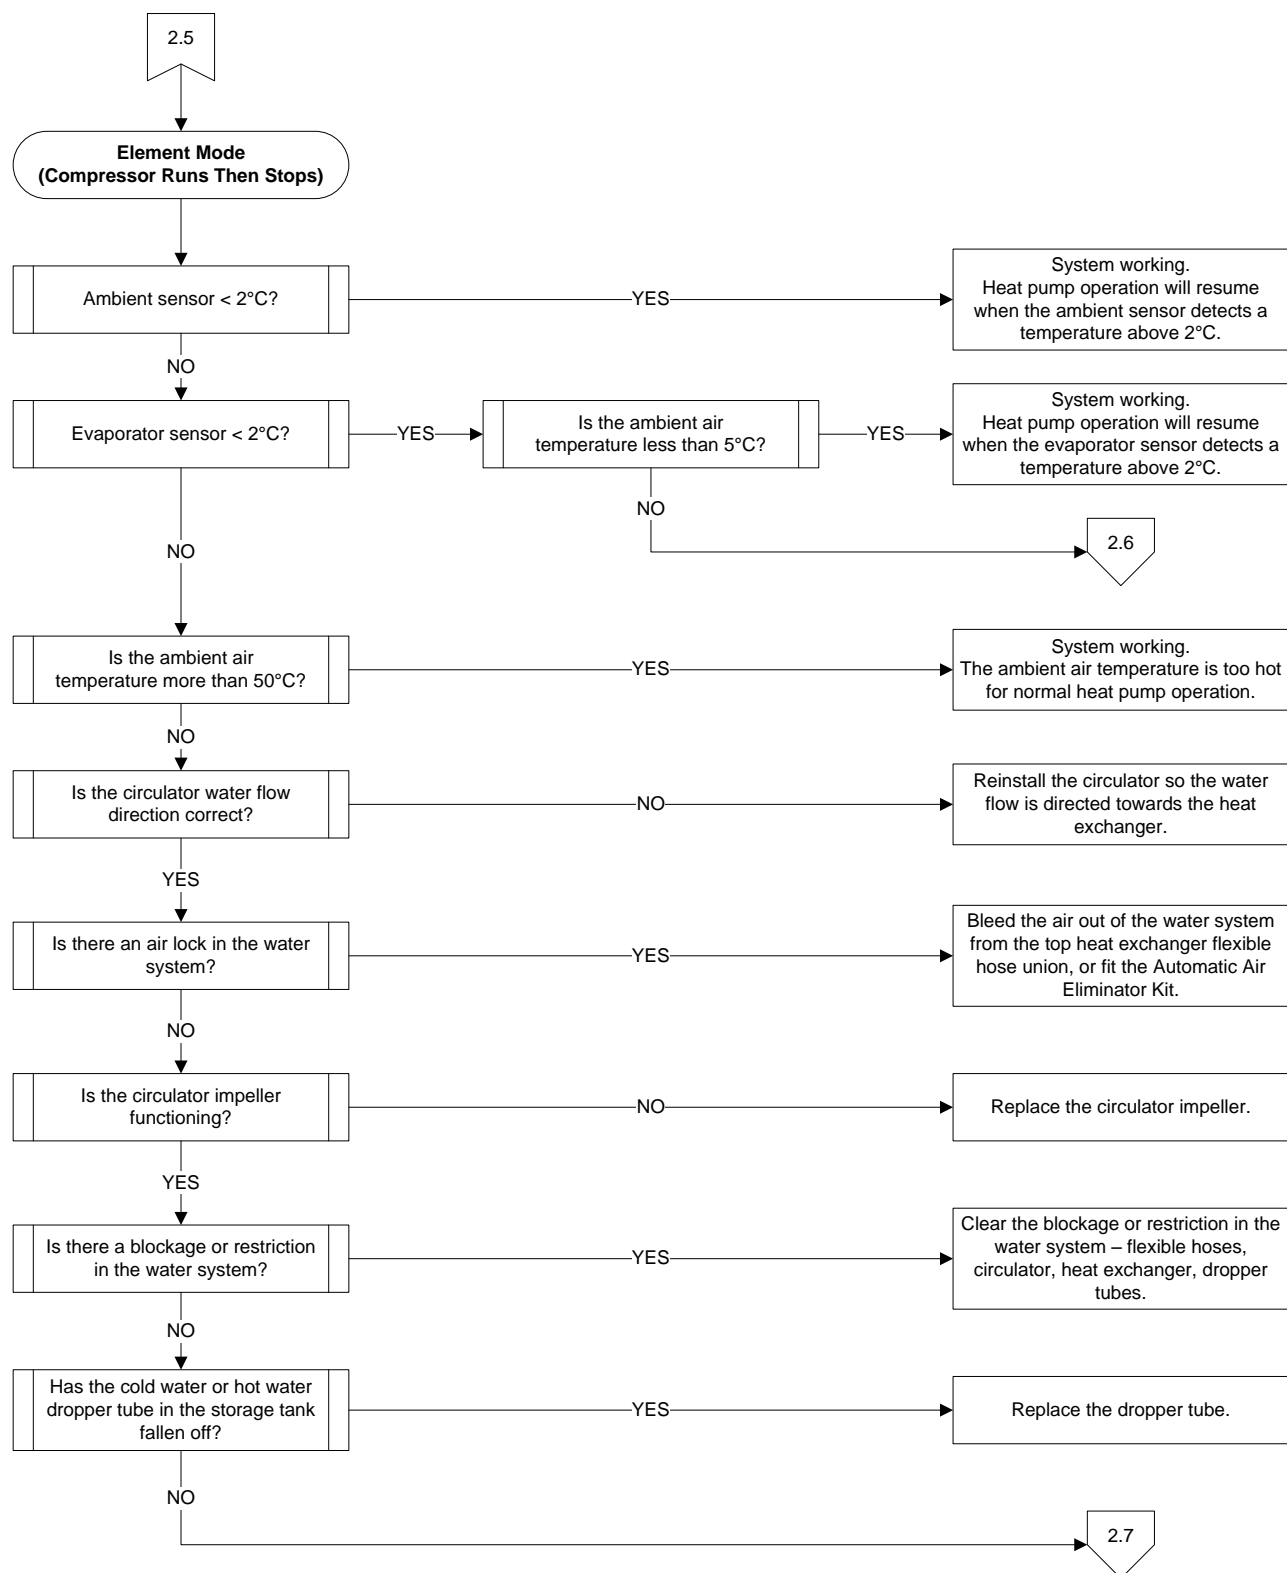 2.5
Element Mode
(Compressor Runs Then Stops)
Ambient sensor < 2°C?
YES
System working.
Heat pump operation will resume
when the ambient sensor detects a
temperature above 2°C.
NO
Evaporator sensor < 2°C?
YES
Is the ambient air
temperature less than 5°C?
YES
System working.
Heat pump operation will resume
when the evaporator sensor detects a
temperature above 2°C.
NO
2.6
NO
Is the ambient air
temperature more than 50°C?
YES
System working.
The ambient air temperature is too hot
for normal heat pump operation.
NO
Is the circulator water flow
direction correct?
NO
Reinstall the circulator so the water
flow is directed towards the heat
exchanger.
YES
Is there an air lock in the water
system?
YES
Bleed the air out of the water system
from the top heat exchanger flexible
hose union, or fit the Automatic Air
Eliminator Kit.
NO
Is the circulator impeller
functioning?
NO
Replace the circulator impeller.
YES
Is there a blockage or restriction
in the water system?
YES
Clear the blockage or restriction in the
water system – flexible hoses,
circulator, heat exchanger, dropper
tubes.
NO
Has the cold water or hot water
dropper tube in the storage tank
fallen off?
YES
Replace the dropper tube.
NO
2.7